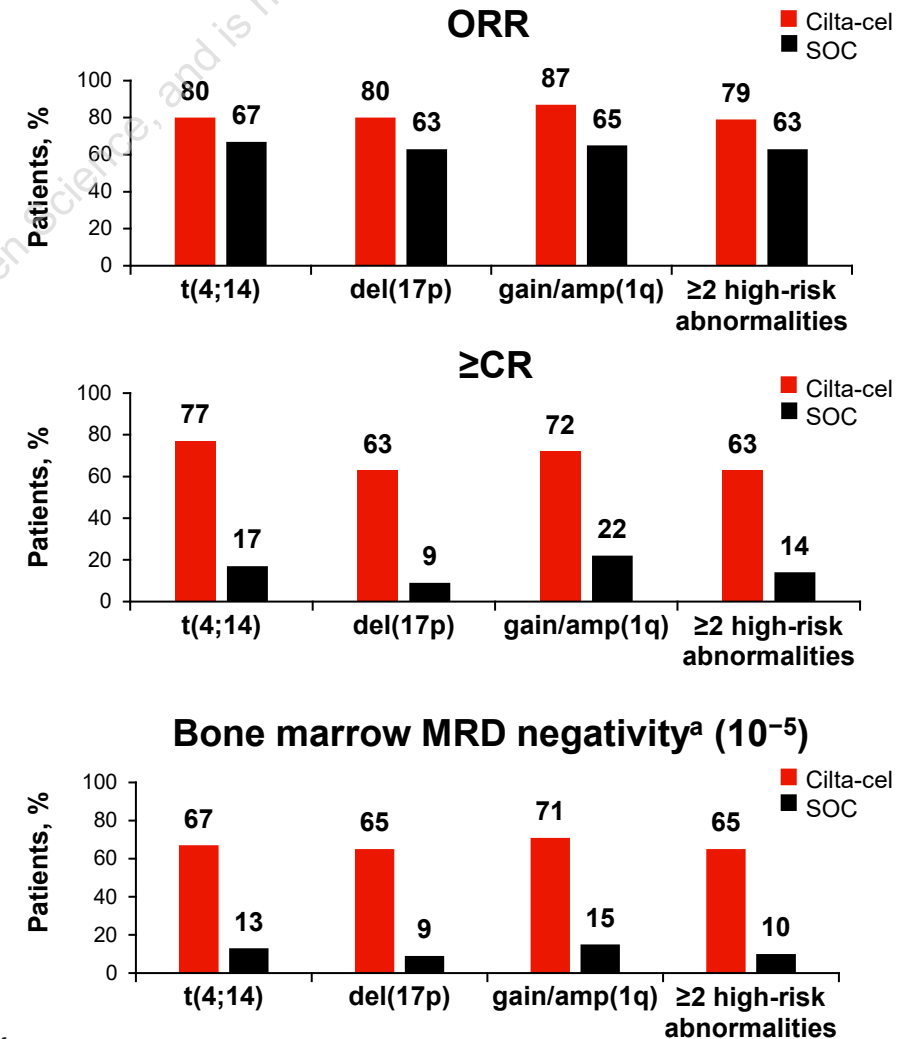 ORR
Cilta-cel
SOC
Patients, %
100
80
60
40
20
0
80
67
80
63
87
65
79
63
t(4;14)
del(17p)
gain/amp(1q)
≥2 high-risk
abnormalities
≥CR
Cilta-cel
SOC
Patients, %
100
80
60
40
20
0
77
17
63
9
72
22
63
14
t(4;14)
del(17p)
gain/amp(1q)
≥2 high-risk
abnormalities
Bone marrow MRD negativityᵃ (10⁻⁵)
Cilta-cel
SOC
Patients, %
100
80
60
40
20
0
67
13
65
9
71
15
65
10
t(4;14)
del(17p)
gain/amp(1q)
≥2 high-risk
abnormalities
en Science, and is